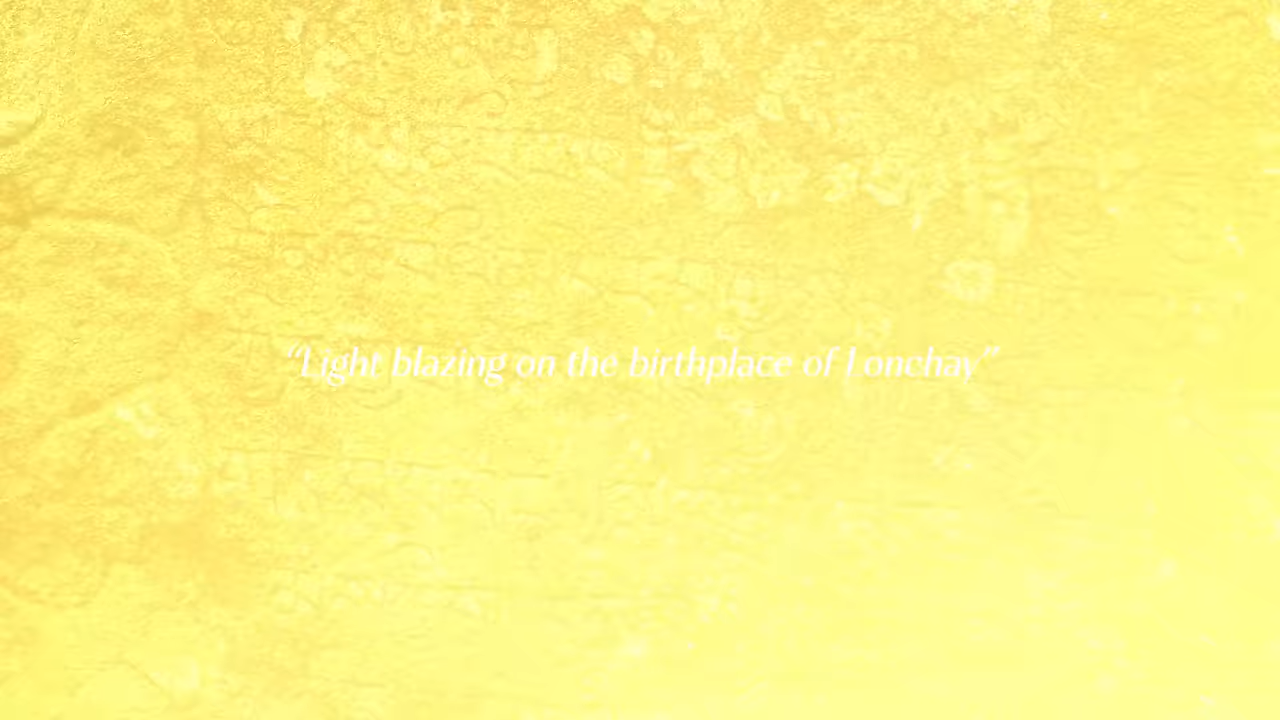 “Light blazing on the birthplace of Lonchay”